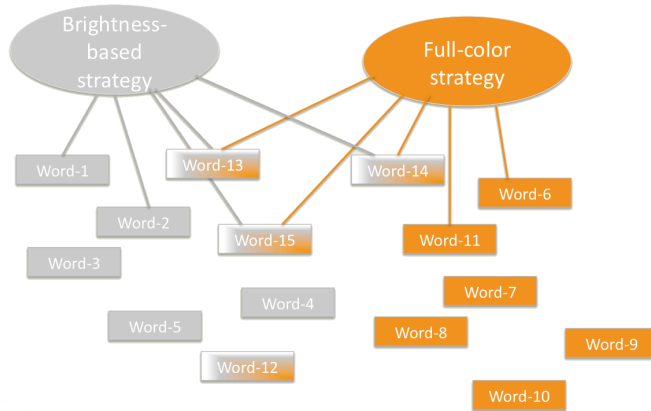 Brightness-
based
strategy
Full-color
strategy
Word-1
Word-13
Word-14
Word-6
Word-2
Word-15
Word-11
Word-3
Word-7
Word-4
Word-5
Word-8
Word-9
Word-12
Word-10